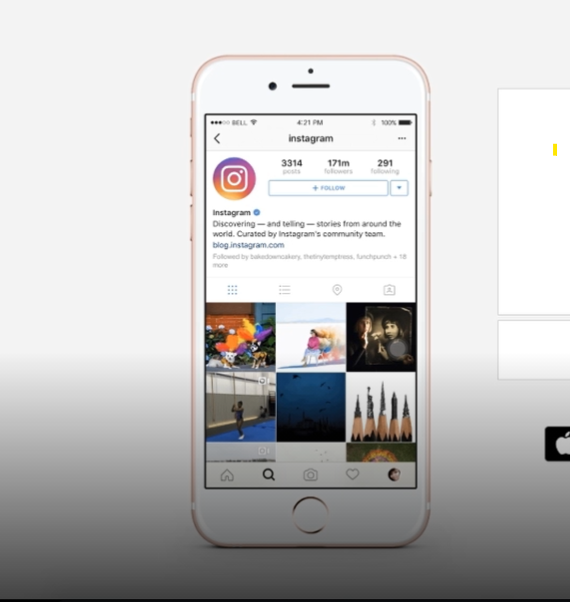 BELL 4:21 PM 100%
instagram
3314 171m 291
posts followers following
+ FOLLOW
Instagram
Discovering — and telling — stories from around the
world. Curated by Instagram's community team.
blog.instagram.com
Followed by bakedowncakery, thetinytemptress, funchpunch + 18
more